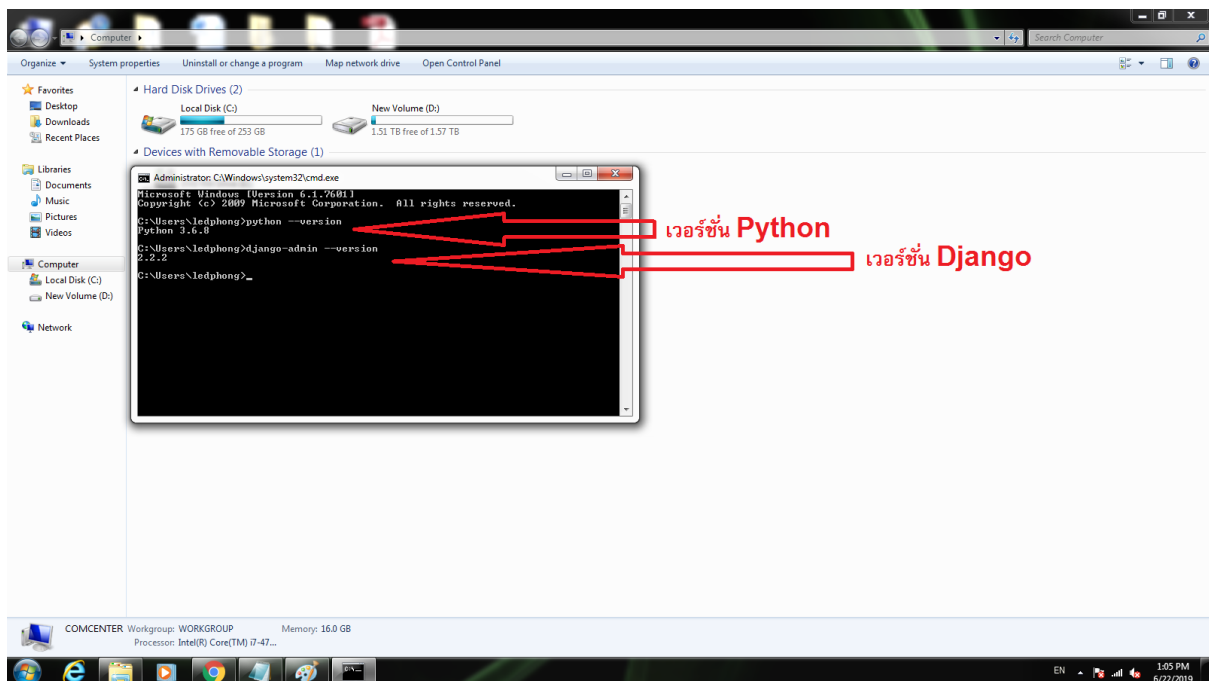 Computer
Search Computer
Organize
System properties
Uninstall or change a program
Map network drive
Open Control Panel
Favorites
Desktop
Downloads
Recent Places
Libraries
Documents
Music
Pictures
Videos
Computer
Local Disk (C:)
New Volume (D:)
Network
Hard Disk Drives (2)
Local Disk (C:)
175 GB free of 253 GB
New Volume (D:)
1.51 TB free of 1.57 TB
Devices with Removable Storage (1)
Administrator: C:\Windows\system32\cmd.exe
Microsoft Windows [Version 6.1.7601]
Copyright (c) 2009 Microsoft Corporation. All rights reserved.
C:\Users\ledphong>python --version
Python 3.6.8
C:\Users\ledphong>django-admin --version
2.2.2
C:\Users\ledphong>_
เวอร์ชั่น Python
เวอร์ชั่น Django
COMCENTER Workgroup: WORKGROUP Memory: 16.0 GB
Processor: Intel(R) Core(TM) i7-47...
EN
1:05 PM
6/22/2019